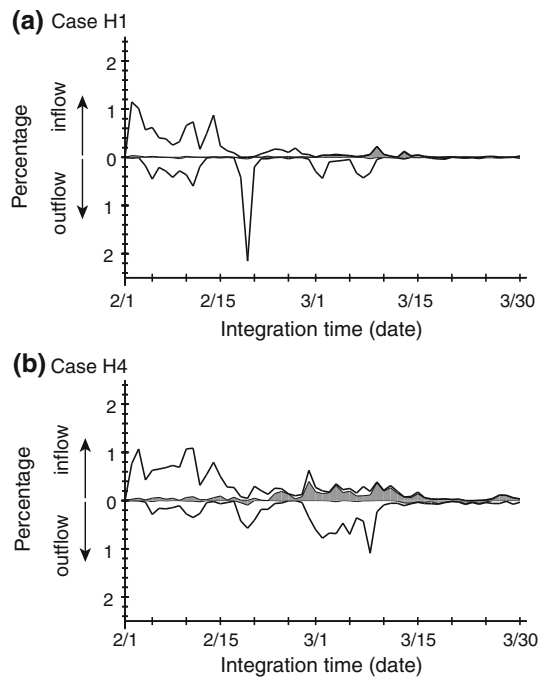 (a) Case H1
2
1
0
1
2
Percentage
inflow
outflow
2/1
2/15
3/1
3/15
3/30
Integration time (date)
(b) Case H4
2
1
0
1
2
Percentage
inflow
outflow
2/1
2/15
3/1
3/15
3/30
Integration time (date)